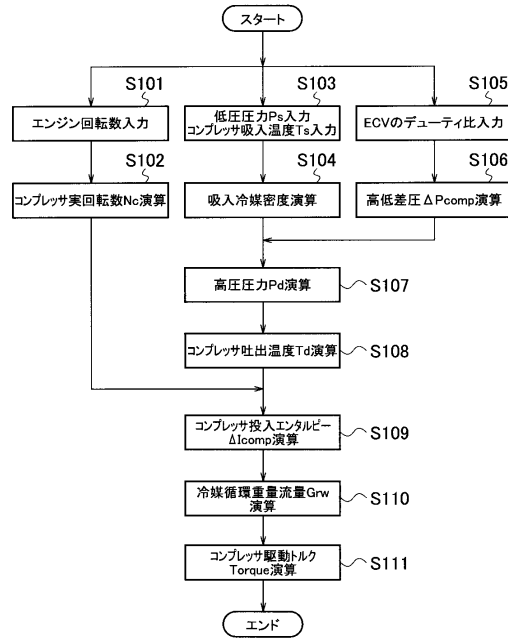 スタート
S101
エンジン回転数入力
S102
コンプレッサ実回転数Nc演算
S103
低圧圧力Ps入力
コンプレッサ吸入温度Ts入力
S104
吸入冷媒密度演算
S105
ECVのデューティ比入力
S106
高低差圧ΔPcomp演算
高圧圧力Pd演算
S107
コンプレッサ吐出温度Td演算
S108
コンプレッサ投入エンタルピー
ΔIcomp演算
S109
冷媒循環重量流量Grw
演算
S110
コンプレッサ駆動トルク
Torque演算
S111
エンド